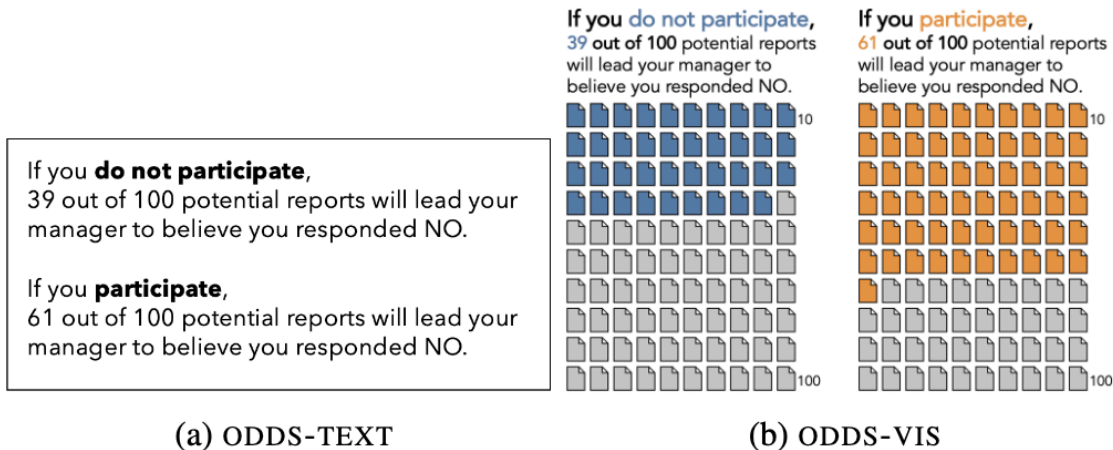 If you do not participate,
39 out of 100 potential reports will lead your
manager to believe you responded NO.
If you participate,
61 out of 100 potential reports will lead your
manager to believe you responded NO.
(a) ODDS-TEXT
If you do not participate,
39 out of 100 potential reports
will lead your manager to
believe you responded NO.
10
100
If you participate,
61 out of 100 potential reports
will lead your manager to
believe you responded NO.
10
100
(b) ODDS-VIS